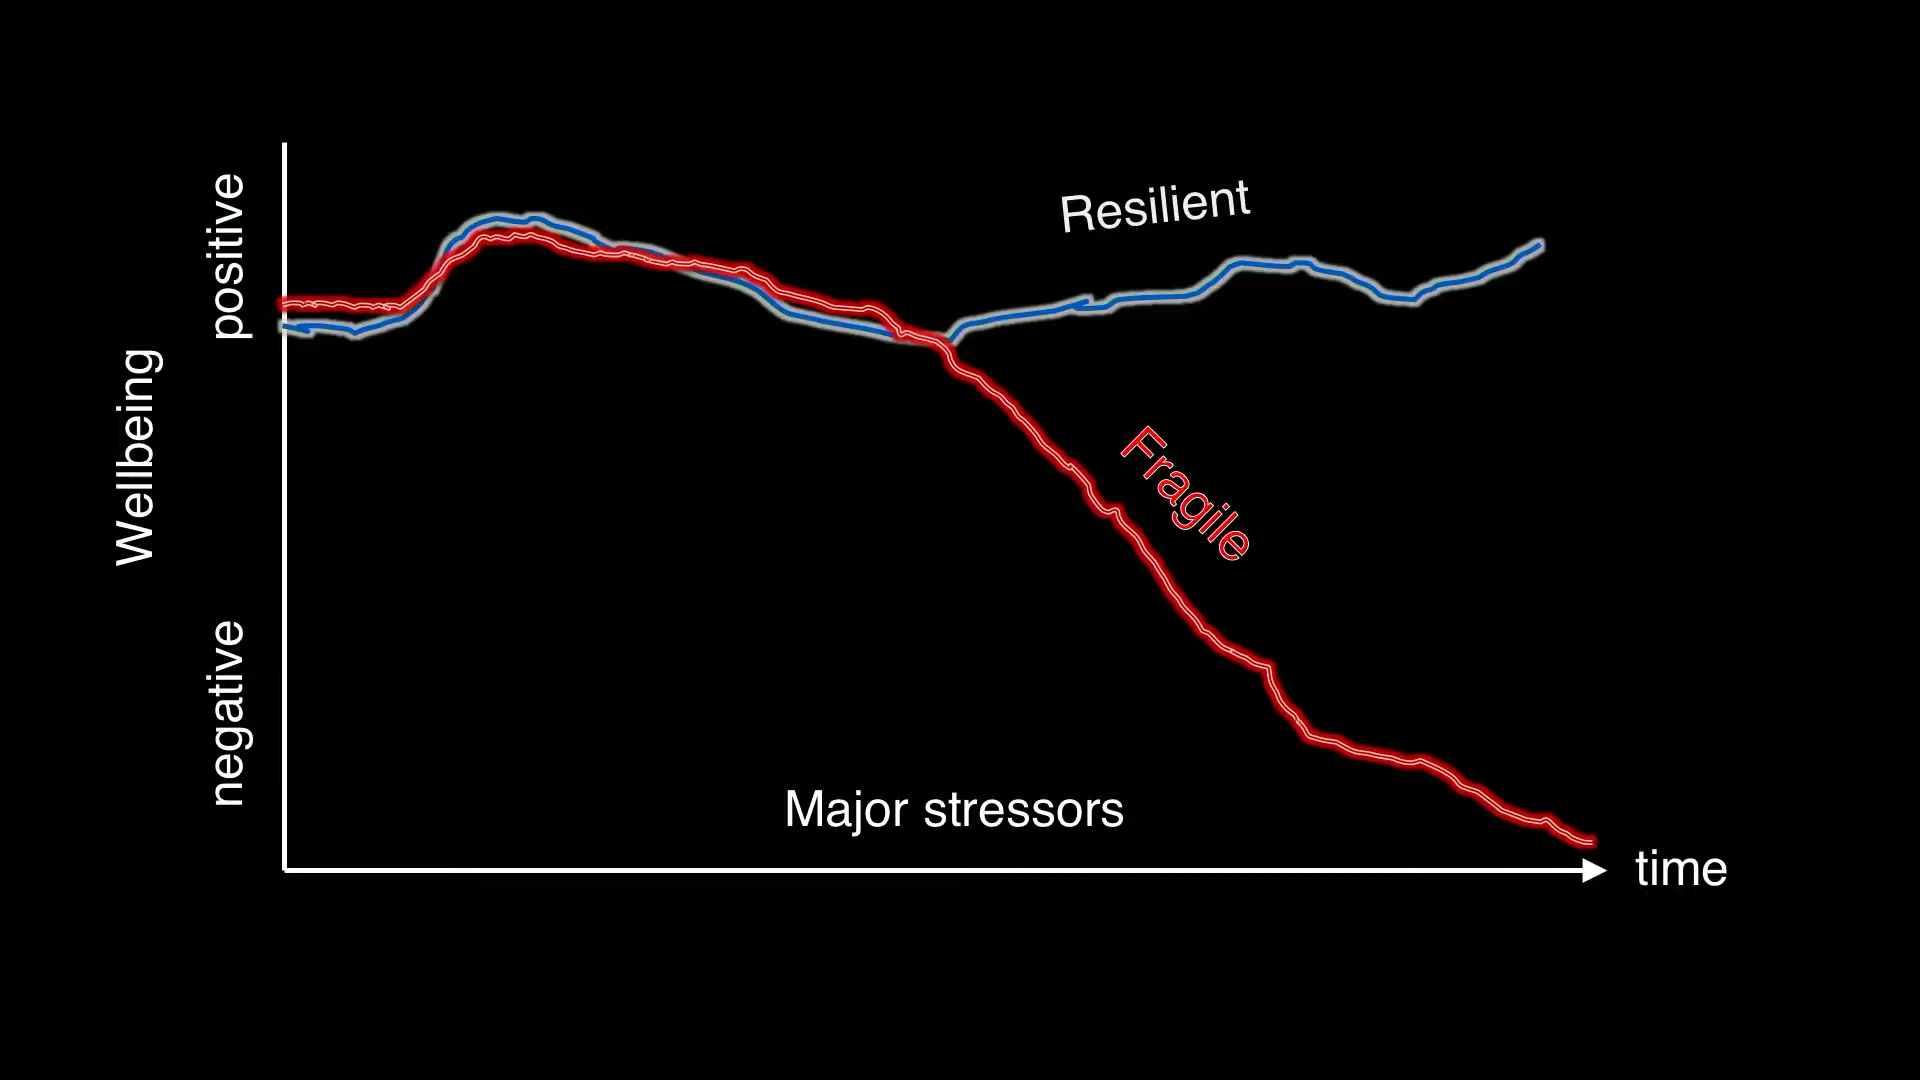 Resilient
positive
Wellbeing
Fragile
negative
Major stressors
time